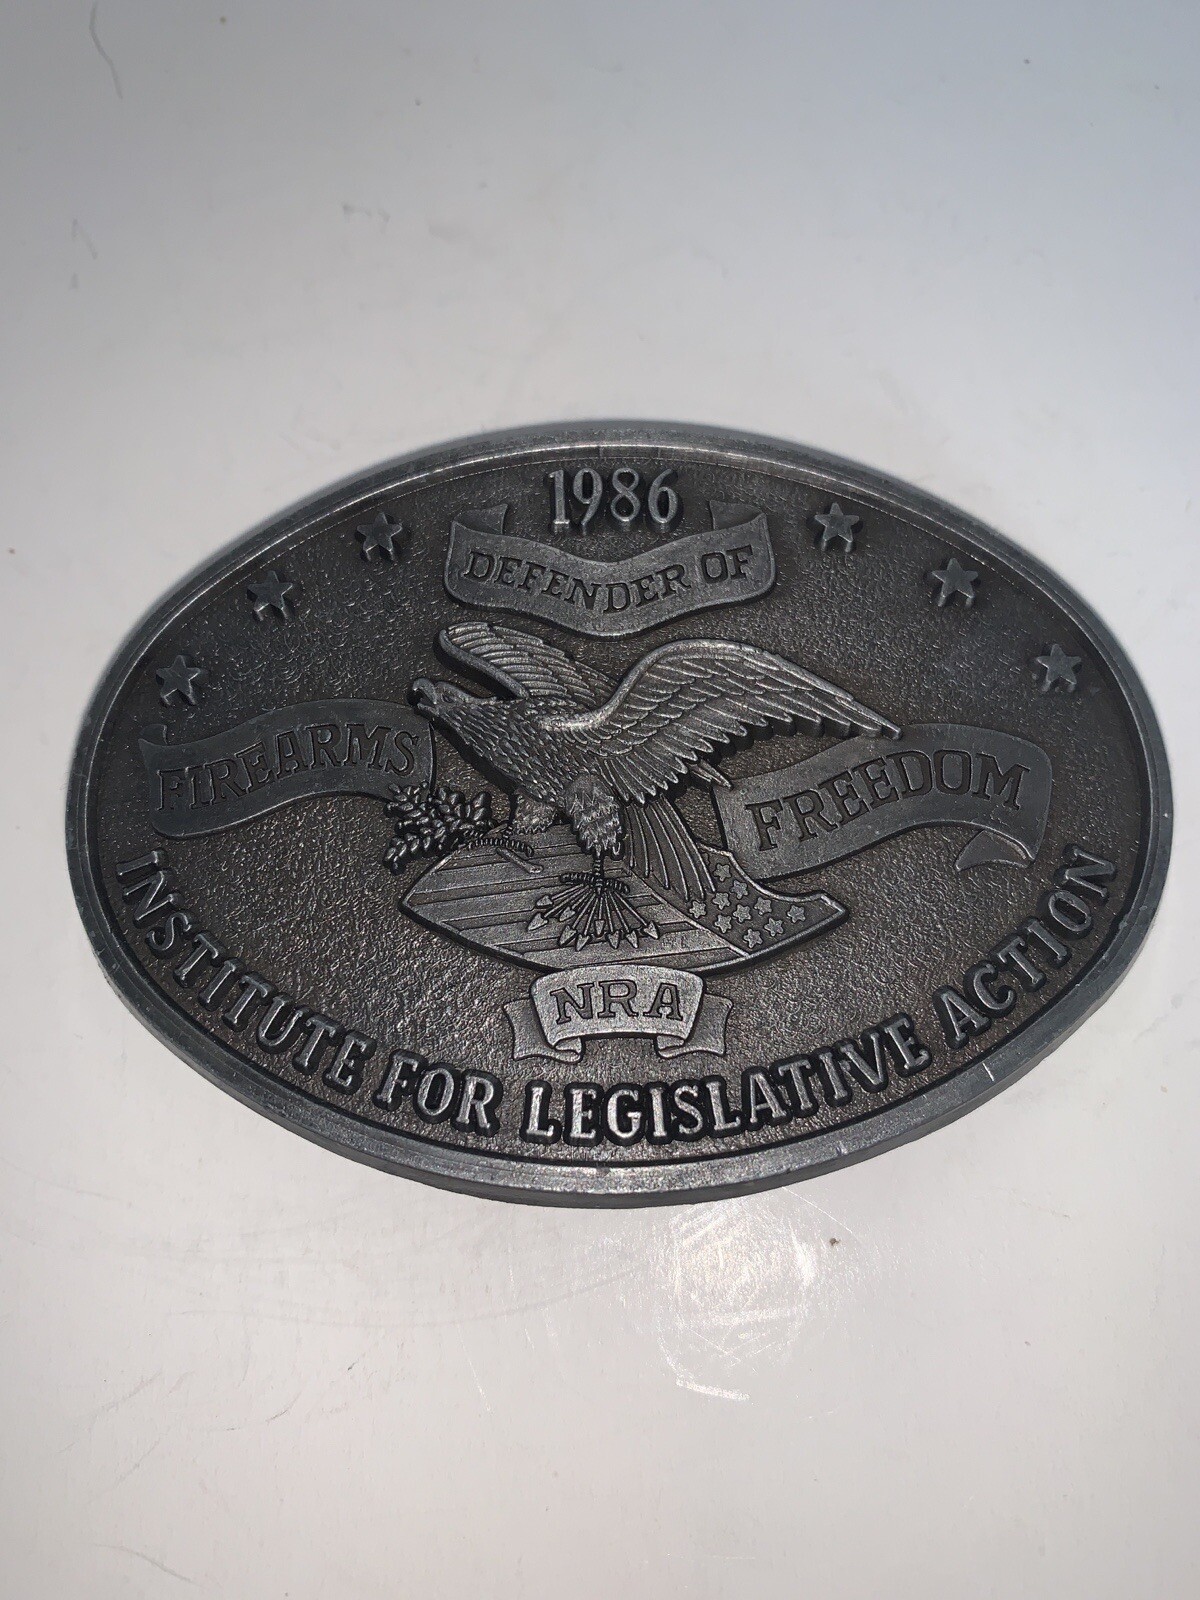 1986
DEFENDER OF
FIREARMS FREEDOM
NRA
INSTITUTE FOR LEGISLATIVE ACTION